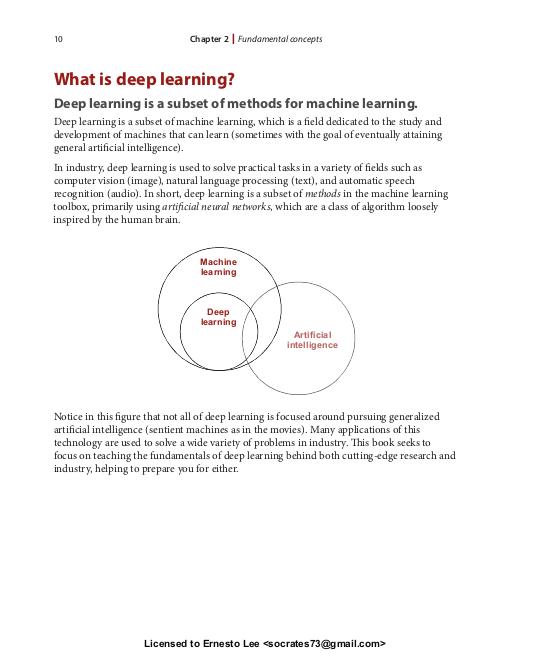 10
Chapter 2 | Fundamental concepts
What is deep learning?
Deep learning is a subset of methods for machine learning.
Deep learning is a subset of machine learning, which is a field dedicated to the study and
development of machines that can learn (sometimes with the goal of eventually attaining
general artificial intelligence).
In industry, deep learning is used to solve practical tasks in a variety of fields such as
computer vision (image), natural language processing (text), and automatic speech
recognition (audio). In short, deep learning is a subset of methods in the machine learning
toolbox, primarily using artificial neural networks, which are a class of algorithm loosely
inspired by the human brain.
Machine
learning
Deep
learning
Artificial
intelligence
Notice in this figure that not all of deep learning is focused around pursuing generalized
artificial intelligence (sentient machines as in the movies). Many applications of this
technology are used to solve a wide variety of problems in industry. This book seeks to
focus on teaching the fundamentals of deep learning behind both cutting-edge research and
industry, helping to prepare you for either.
Licensed to Ernesto Lee <socrates73@gmail.com>